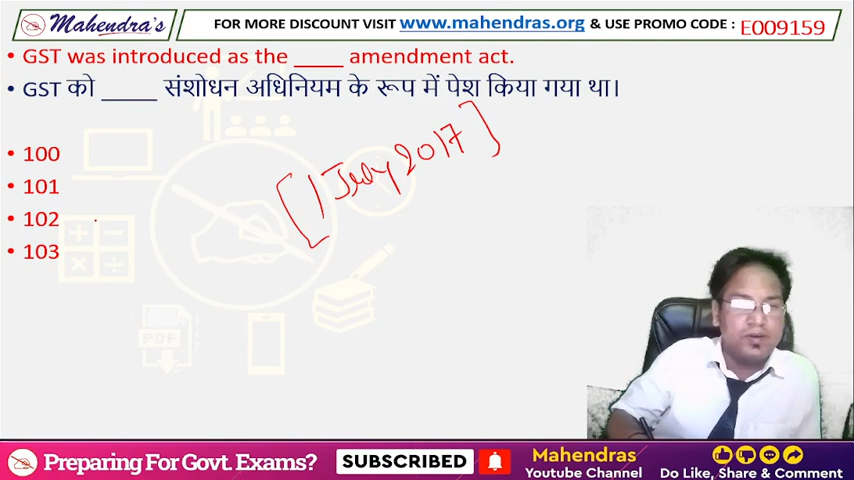 Mahendra's
FOR MORE DISCOUNT VISIT www.mahendras.org & USE PROMO CODE : E009159
• GST was introduced as the ____ amendment act.
• GST को _____ संशोधन अधिनियम के रूप में पेश किया गया था।
[1 July 2017]
• 100
• 101
• 102
• 103
PDF
Preparing For Govt. Exams? SUBSCRIBED Mahendras
Youtube Channel Do Like, Share & Comment